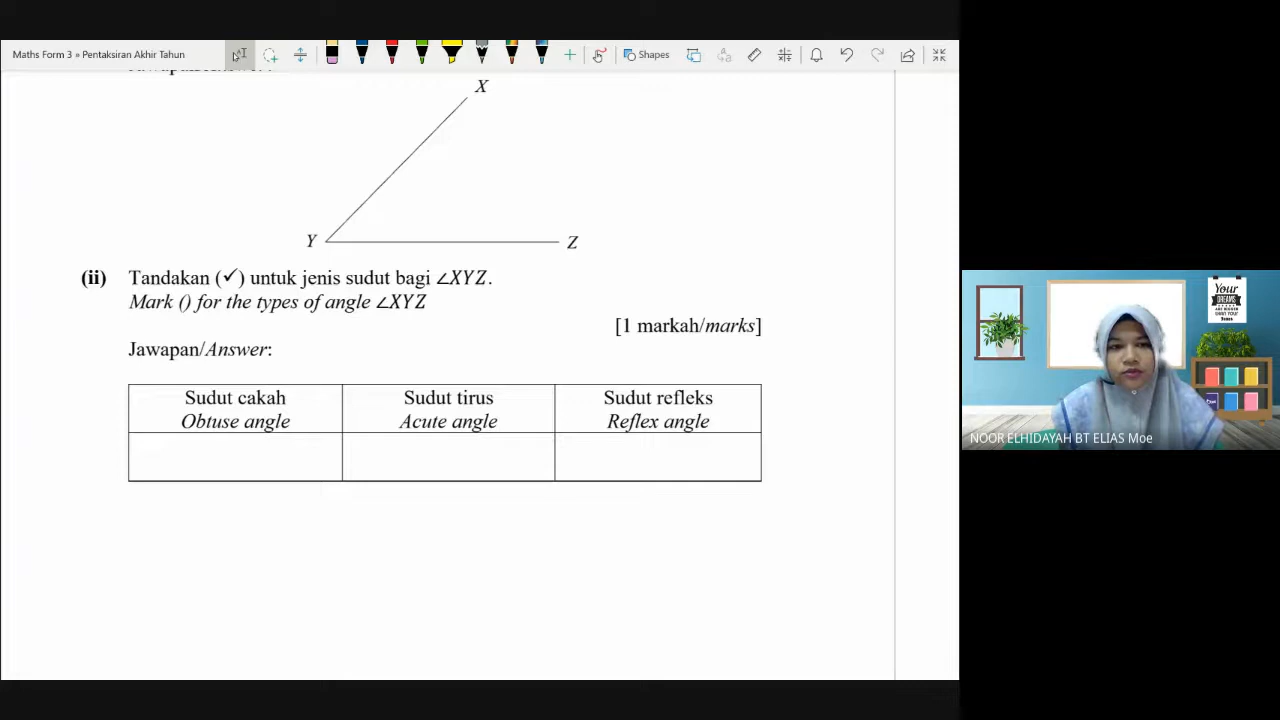 Maths Form 3 » Pentaksiran Akhir Tahun
Shapes
X
Y
Z
(ii) Tandakan (✓) untuk jenis sudut bagi ∠XYZ.
Mark () for the types of angle ∠XYZ
[1 markah/marks]
Jawapan/Answer:
Sudut cakah Sudut tirus Sudut refleks
Obtuse angle Acute angle Reflex angle
Your
DREAMS
NOOR ELHIDAYAH BT ELIAS Moe